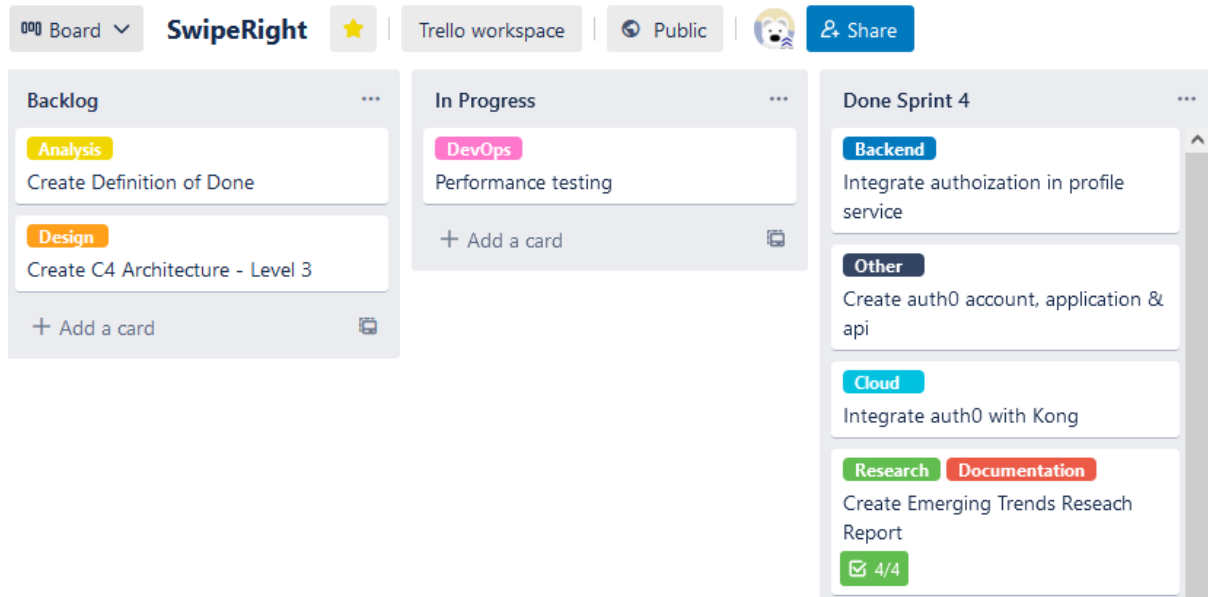 Board
SwipeRight
Trello workspace
Public
Share
Backlog
Analysis
Create Definition of Done
Design
Create C4 Architecture - Level 3
+ Add a card
In Progress
DevOps
Performance testing
+ Add a card
Done Sprint 4
Backend
Integrate authoization in profile
service
Other
Create auth0 account, application &
api
Cloud
Integrate auth0 with Kong
Research Documentation
Create Emerging Trends Reseach
Report
4/4